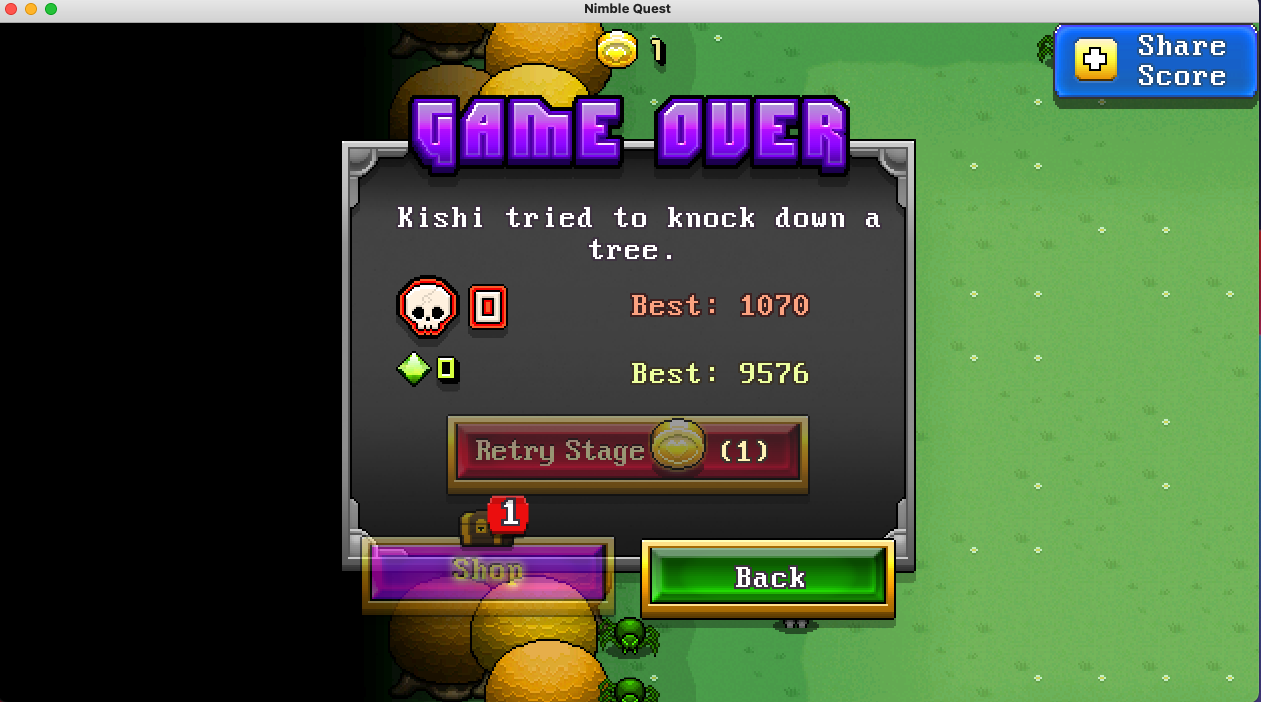 Nimble Quest
1
Share
Score
GAME OVER
Kishi tried to knock down a
tree.
0
Best: 1070
0
Best: 9576
Retry Stage (1)
1
Shop
Back